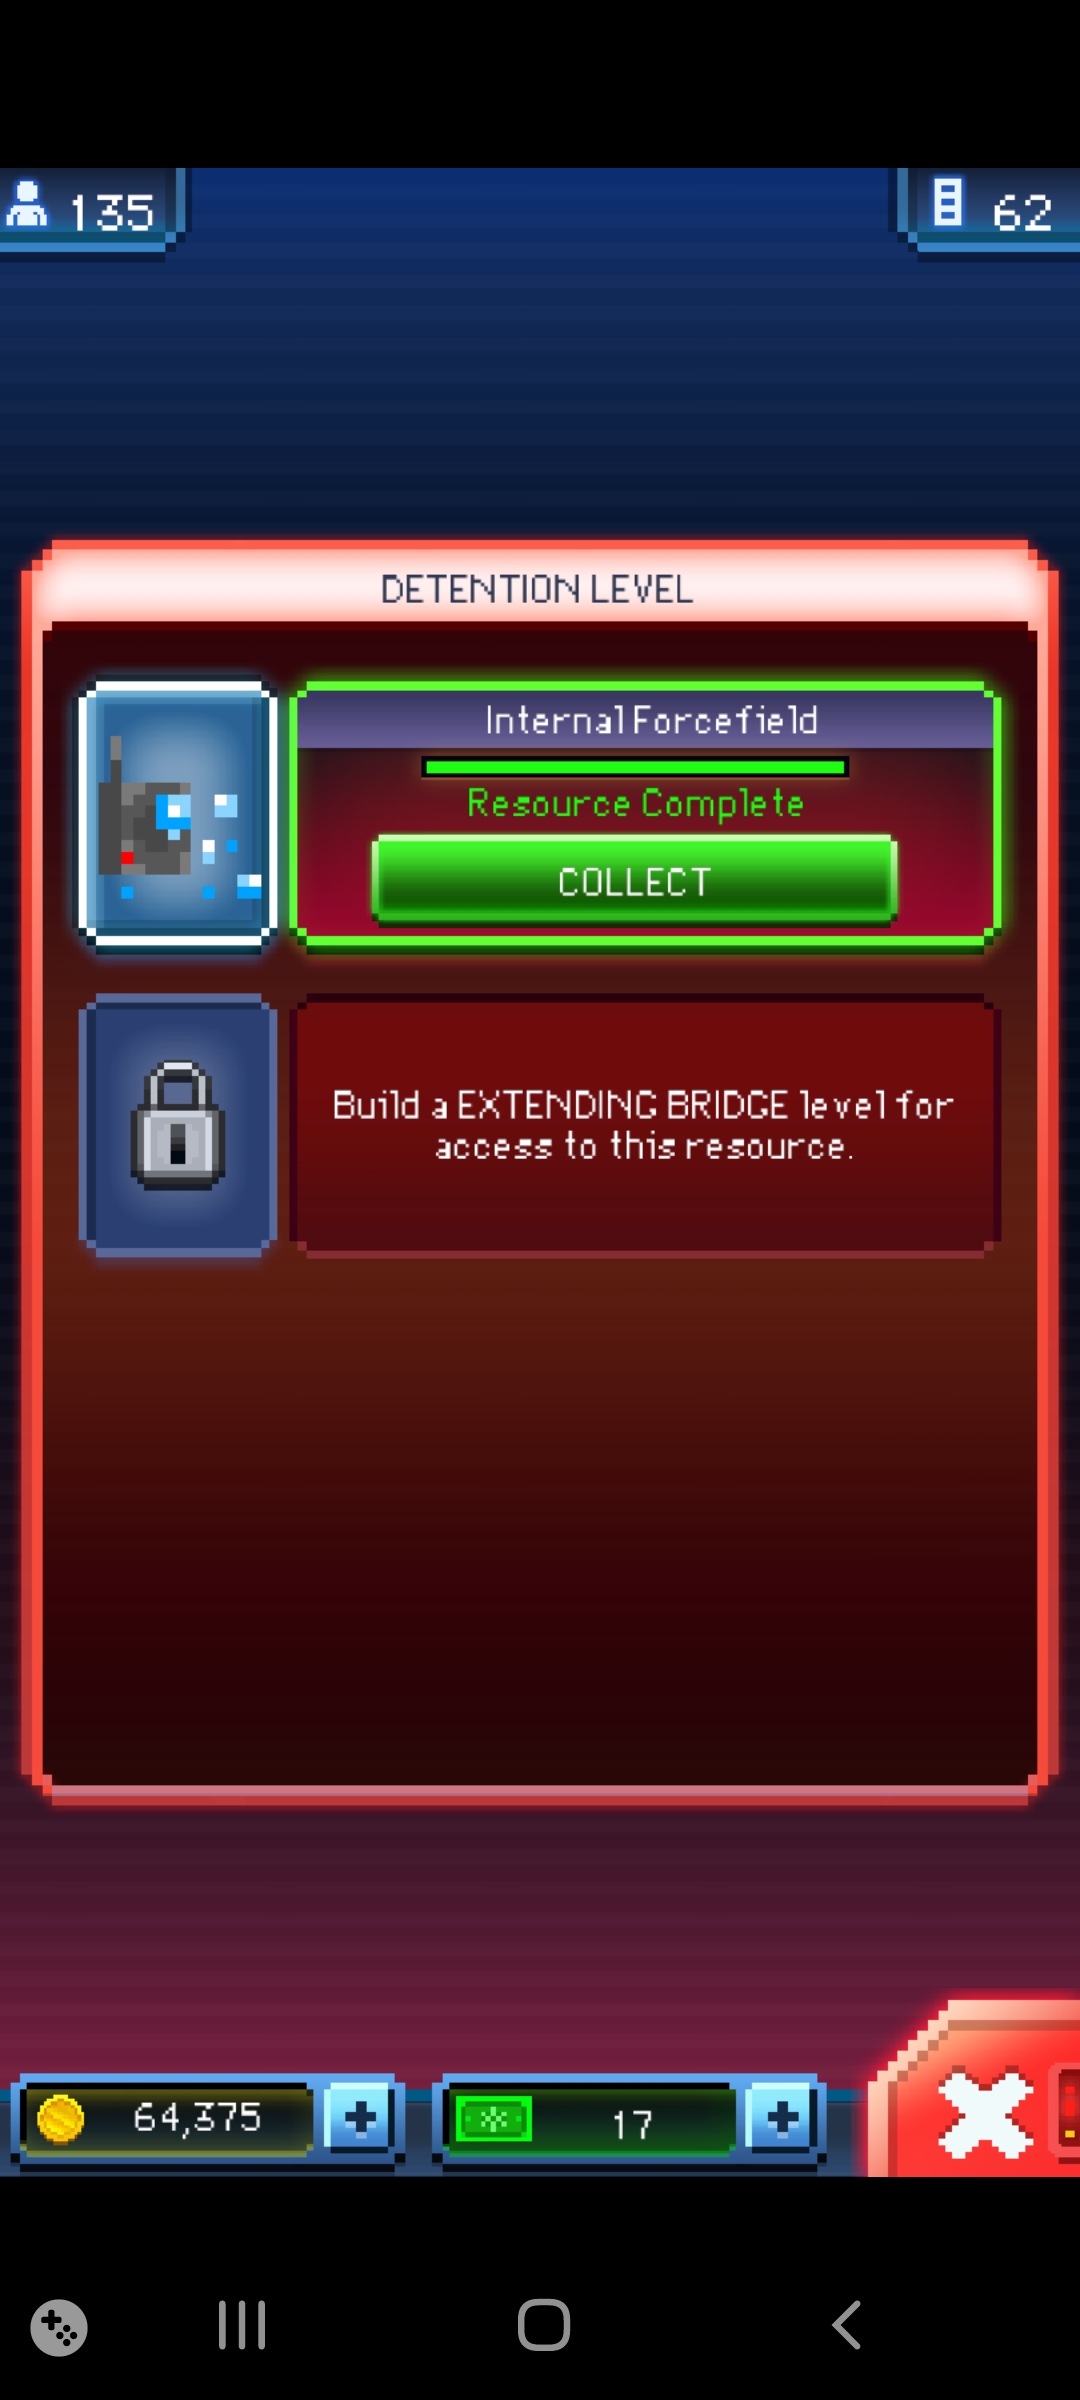 135
62
DETENTION LEVEL
Internal Forcefield
Resource Complete
COLLECT
Build a EXTENDING BRIDGE level for
access to this resource.
64,375
17